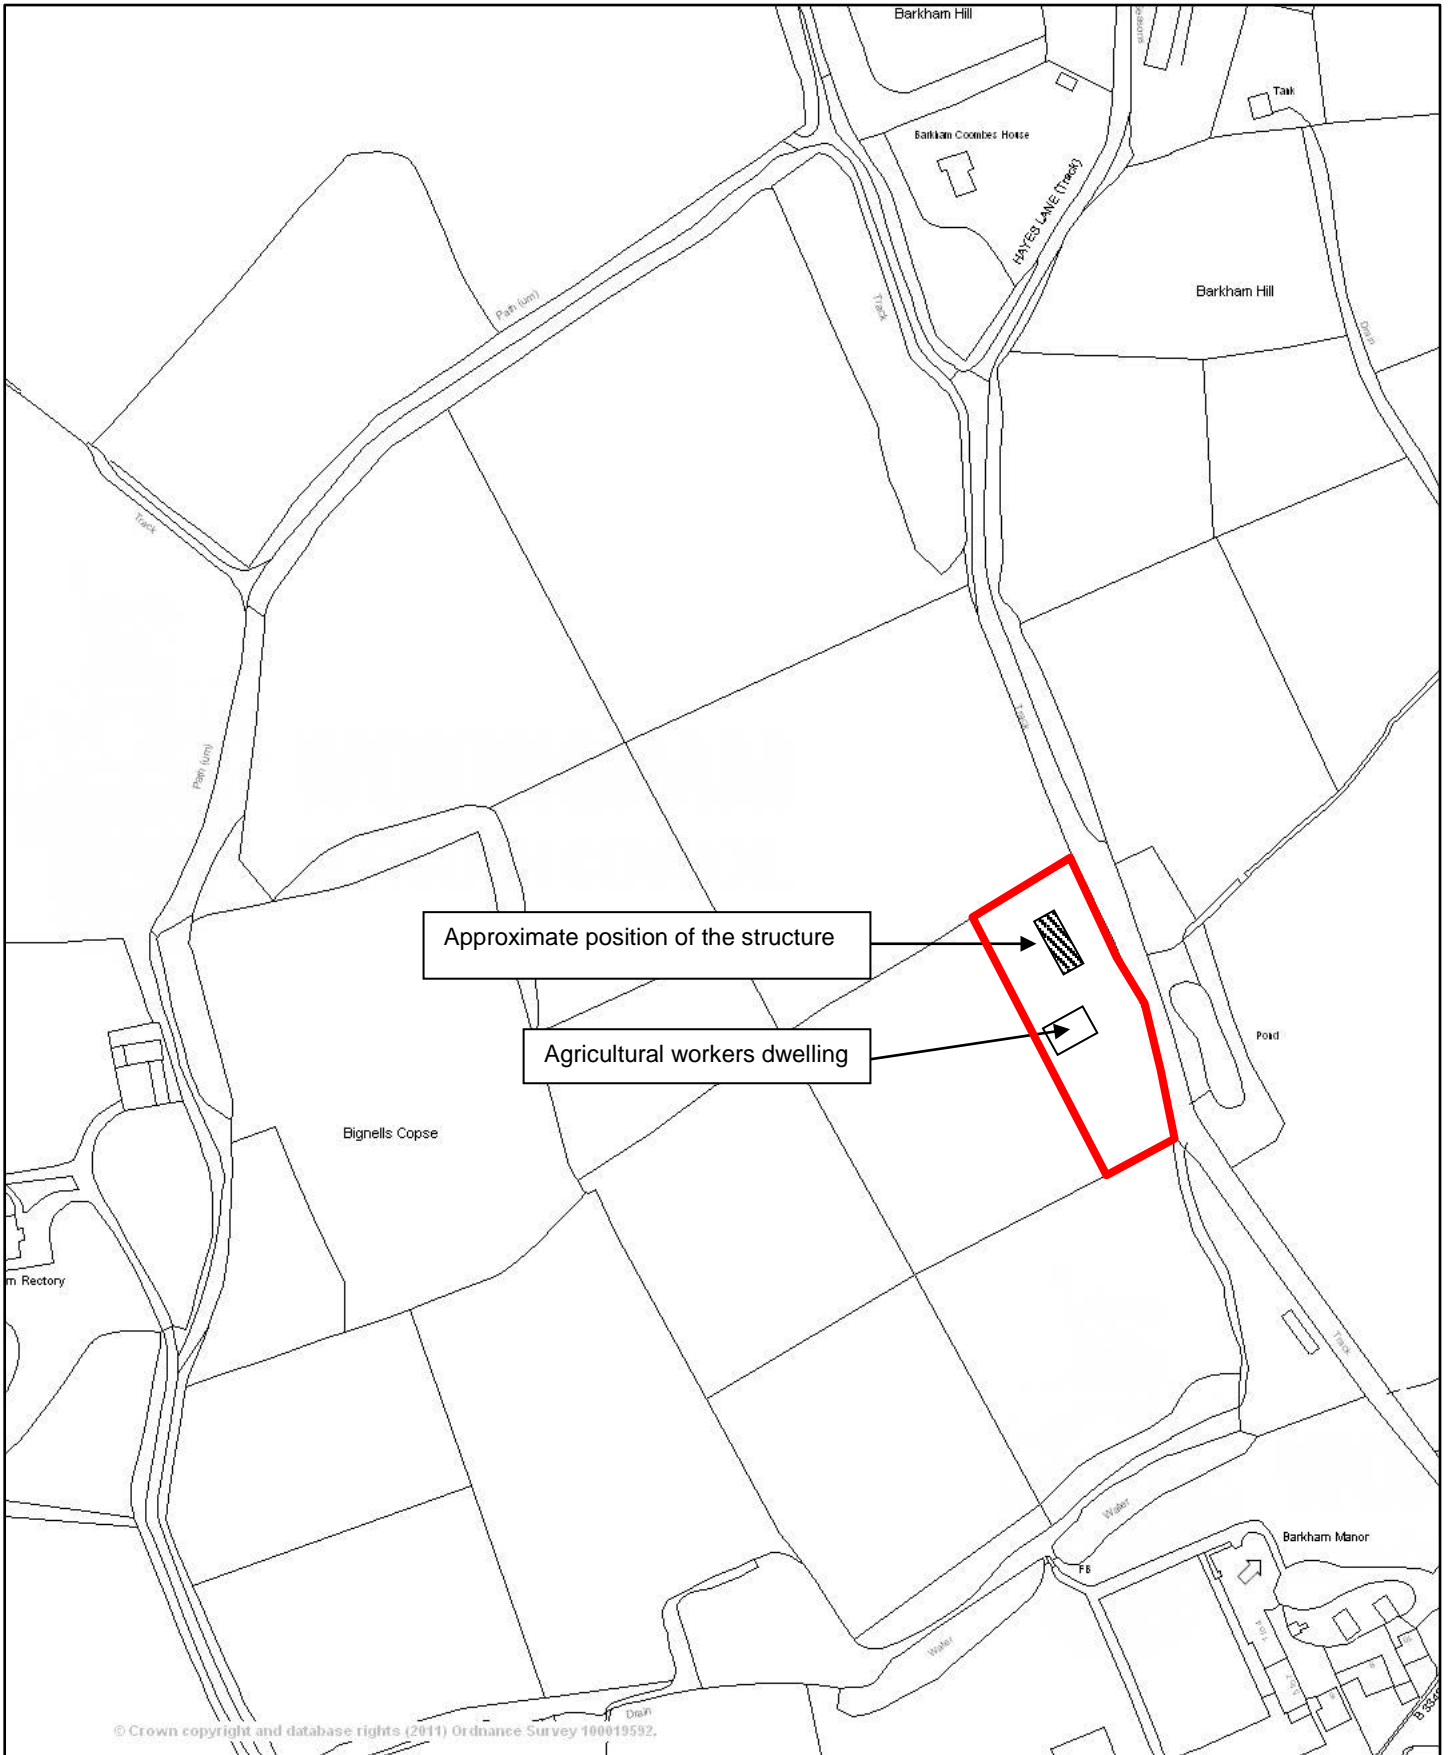 Barkham Hill
Tank
Barkham Coombes House
HAYES LANE (Track)
Barkham Hill
Path (um)
Track
Drain
Track
Track
Path (um)
Approximate position of the structure
Agricultural workers dwelling
Pond
Bignells Copse
m Rectory
Track
Water
Barkham Manor
FB
Water
Drain
© Crown copyright and database rights (2011) Ordnance Survey 100019592.